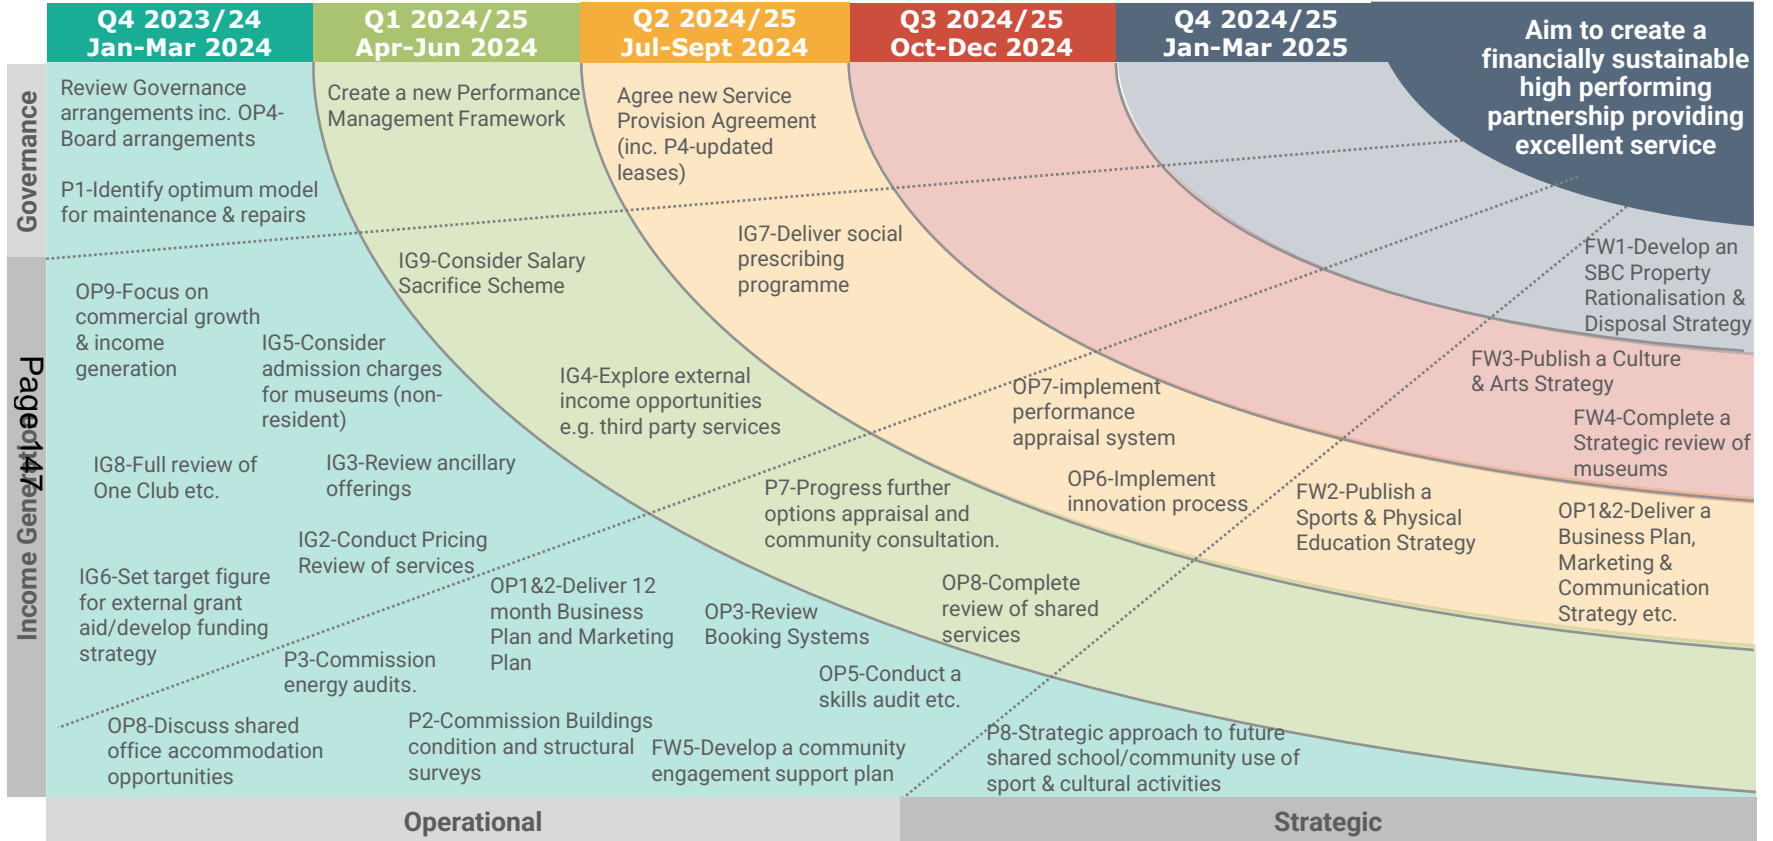 Q4 2023/24
Jan-Mar 2024
Q1 2024/25
Apr-Jun 2024
Q2 2024/25
Jul-Sept 2024
Q3 2024/25
Oct-Dec 2024
Q4 2024/25
Jan-Mar 2025
Aim to create a
financially sustainable
high performing
partnership providing
excellent service
Governance
Review Governance
arrangements inc. OP4-
Board arrangements
P1-Identify optimum model
for maintenance & repairs
Create a new Performance
Management Framework
Agree new Service
Provision Agreement
(inc. P4-updated
leases)
Income Generation
Page 147
OP9-Focus on
commercial growth
& income
generation
IG5-Consider
admission charges
for museums (non-
resident)
IG8-Full review of
One Club etc.
IG3-Review ancillary
offerings
IG2-Conduct Pricing
Review of services
IG6-Set target figure
for external grant
aid/develop funding
strategy
IG9-Consider Salary
Sacrifice Scheme
IG4-Explore external
income opportunities
e.g. third party services
IG7-Deliver social
prescribing
programme
OP8-Discuss shared
office accommodation
opportunities
P3-Commission
energy audits.
P2-Commission Buildings
condition and structural
surveys
OP1&2-Deliver 12
month Business
Plan and Marketing
Plan
OP3-Review
Booking Systems
OP5-Conduct a
skills audit etc.
FW5-Develop a community
engagement support plan
P7-Progress further
options appraisal and
community consultation.
OP8-Complete
review of shared
services
OP7-implement
performance
appraisal system
OP6-Implement
innovation process
P8-Strategic approach to future
shared school/community use of
sport & cultural activities
FW2-Publish a
Sports & Physical
Education Strategy
OP1&2-Deliver a
Business Plan,
Marketing &
Communication
Strategy etc.
FW3-Publish a Culture
& Arts Strategy
FW4-Complete a
Strategic review of
museums
FW1-Develop an
SBC Property
Rationalisation &
Disposal Strategy
Operational
Strategic